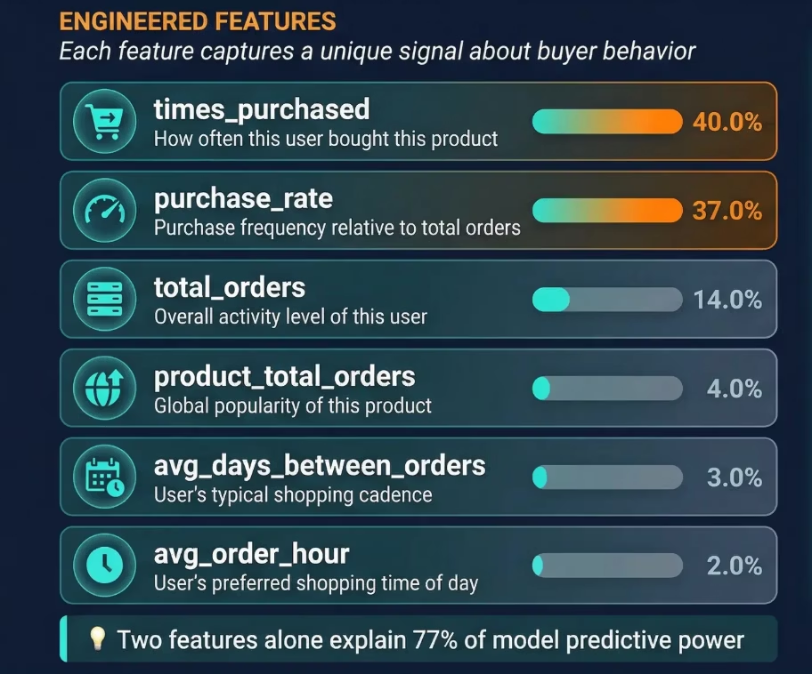 ENGINEERED FEATURES
Each feature captures a unique signal about buyer behavior
times_purchased
How often this user bought this product
40.0%
purchase_rate
Purchase frequency relative to total orders
37.0%
total_orders
Overall activity level of this user
14.0%
product_total_orders
Global popularity of this product
4.0%
avg_days_between_orders
User's typical shopping cadence
3.0%
avg_order_hour
User's preferred shopping time of day
2.0%
Two features alone explain 77% of model predictive power